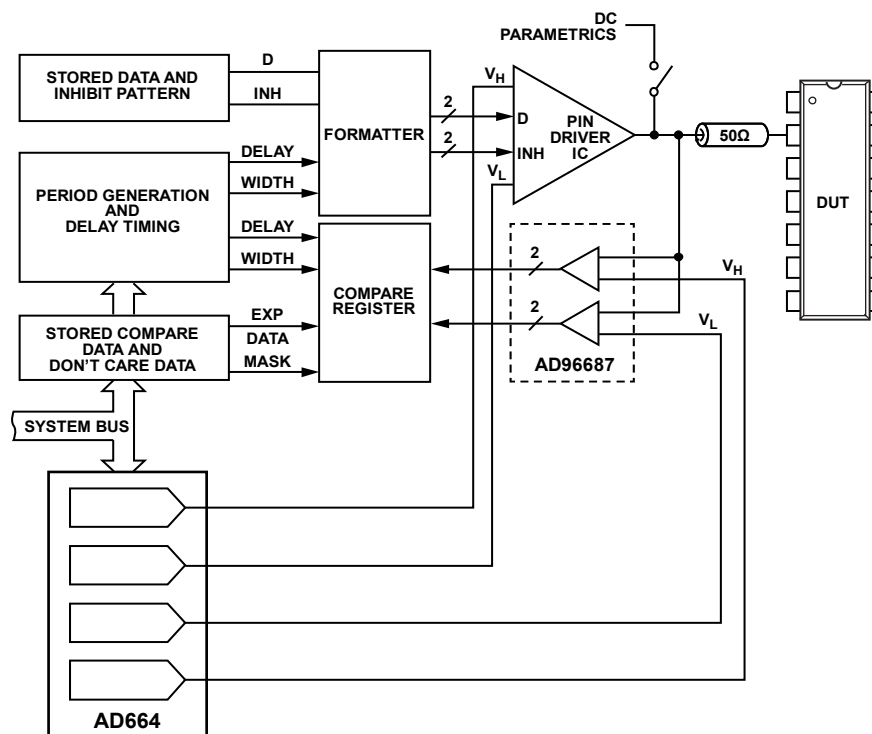 DC
PARAMETRICS
STORED DATA AND
INHIBIT PATTERN
D
INH
FORMATTER
2
2
VH
D
INH
VL
PIN
DRIVER
IC
50Ω
DUT
PERIOD GENERATION
AND
DELAY TIMING
DELAY
WIDTH
DELAY
WIDTH
COMPARE
REGISTER
2
2
VH
VL
AD96687
STORED COMPARE
DATA AND
DON'T CARE DATA
EXP
DATA
MASK
SYSTEM BUS
AD664